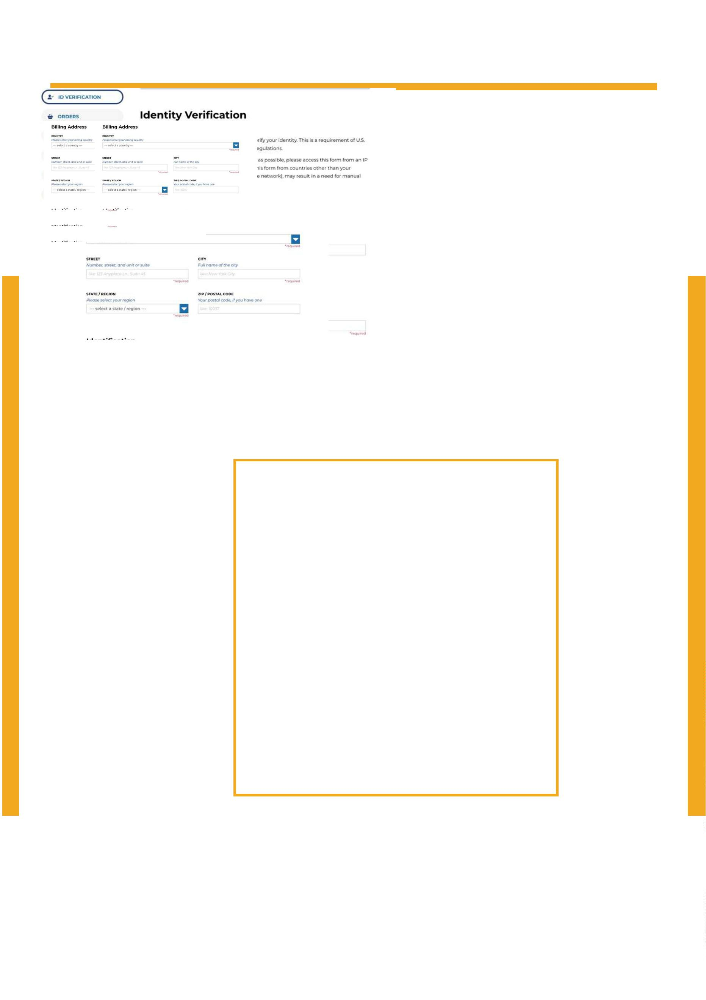 ID VERIFICATION
ORDERS
Identity Verification
Billing Address Billing Address
COUNTRY COUNTRY
Please select your billing country Please select your billing country
--- select a country --- --- select a country ---
*required
erify your identity. This is a requirement of U.S.
egulations.
as possible, please access this form from an IP
his form from countries other than your
e network), may result in a need for manual
STREET STREET CITY
Number, street, and unit or suite Number, street, and unit or suite Full name of the city
like: 123 Anyplace Ln., Suite 45 like: 123 Anyplace Ln., Suite 45 like: New York City
*required *required
STATE / REGION STATE / REGION ZIP / POSTAL CODE
Please select your region Please select your region Your postal code, if you have one
--- select a state / region --- --- select a state / region --- like: 10037
*required
*required
*required
*required
STREET CITY
Number, street, and unit or suite Full name of the city
like: 123 Anyplace Ln., Suite 45 like: New York City
*required *required
STATE / REGION ZIP / POSTAL CODE
Please select your region Your postal code, if you have one
--- select a state / region --- like: 10037
*required
*required